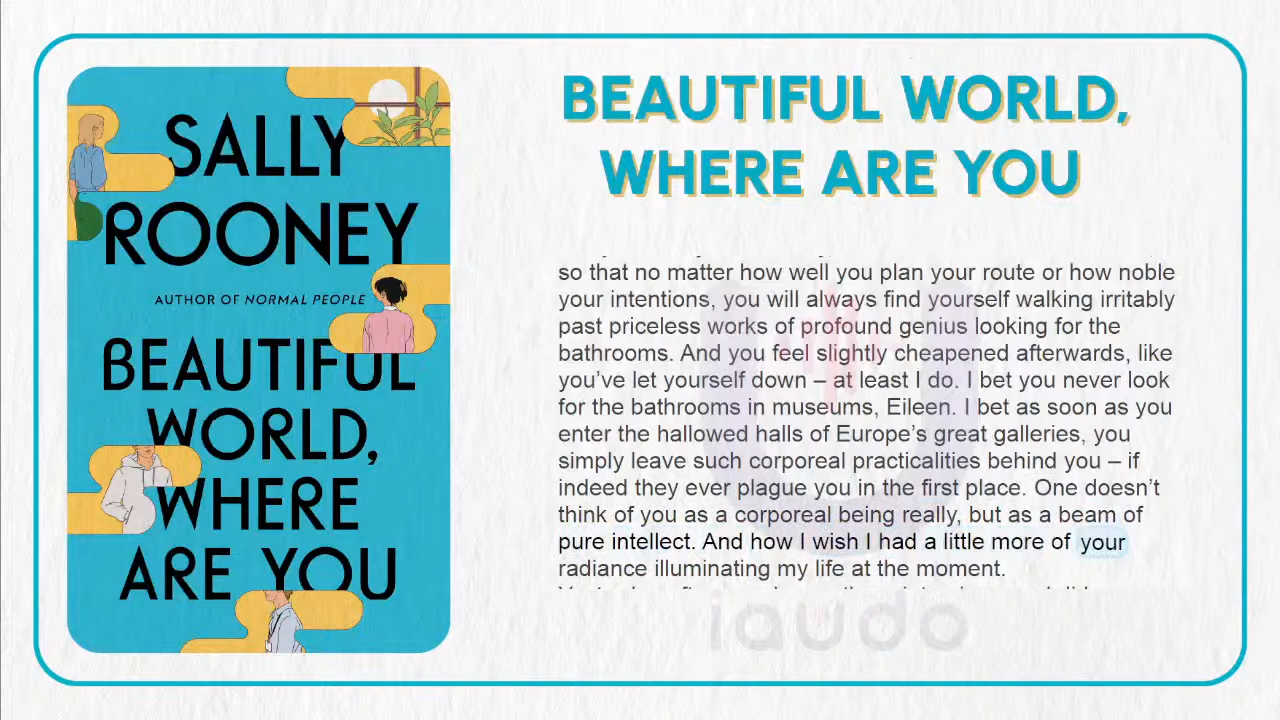 SALLY
ROONEY
AUTHOR OF NORMAL PEOPLE
BEAUTIFUL
WORLD,
WHERE
ARE YOU
BEAUTIFUL WORLD,
WHERE ARE YOU
so that no matter how well you plan your route or how noble
your intentions, you will always find yourself walking irritably
past priceless works of profound genius looking for the
bathrooms. And you feel slightly cheapened afterwards, like
you’ve let yourself down – at least I do. I bet you never look
for the bathrooms in museums, Eileen. I bet as soon as you
enter the hallowed halls of Europe’s great galleries, you
simply leave such corporeal practicalities behind you – if
indeed they ever plague you in the first place. One doesn’t
think of you as a corporeal being really, but as a beam of
pure intellect. And how I wish I had a little more of your
radiance illuminating my life at the moment.
iaudo